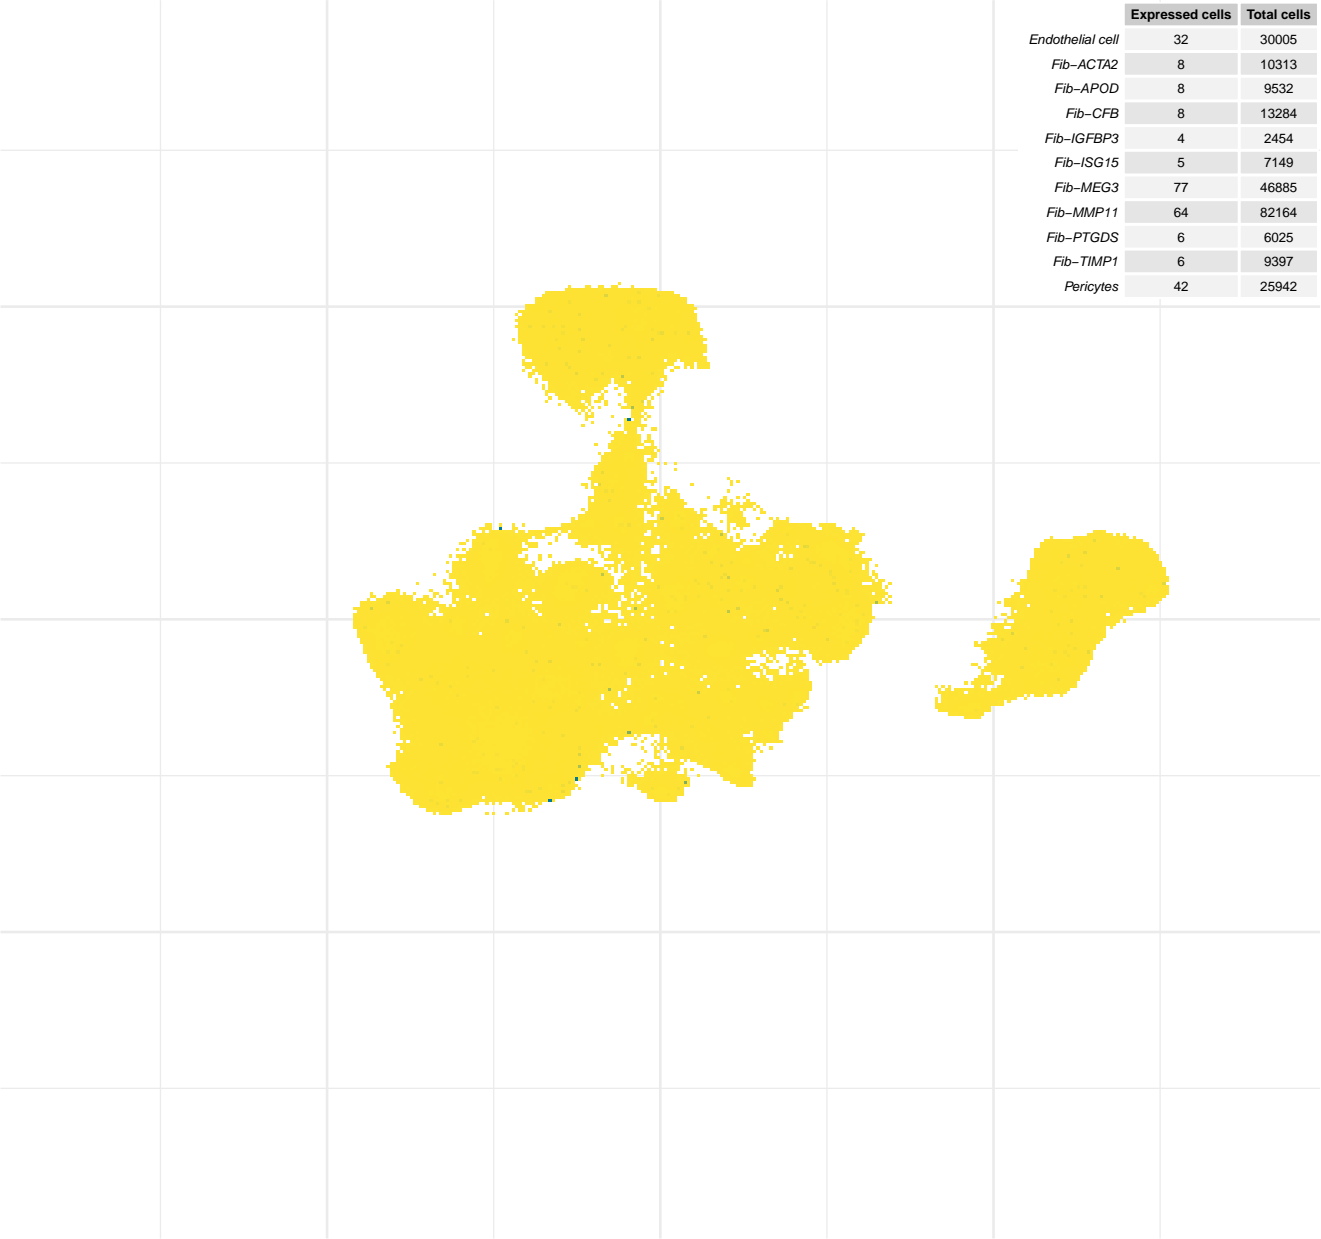 Expressed cells Total cells
Endothelial cell 32 30005
Fib−ACTA2 8 10313
Fib−APOD 8 9532
Fib−CFB 8 13284
Fib−IGFBP3 4 2454
Fib−ISG15 5 7149
Fib−MEG3 77 46885
Fib−MMP11 64 82164
Fib−PTGDS 6 6025
Fib−TIMP1 6 9397
Pericytes 42 25942